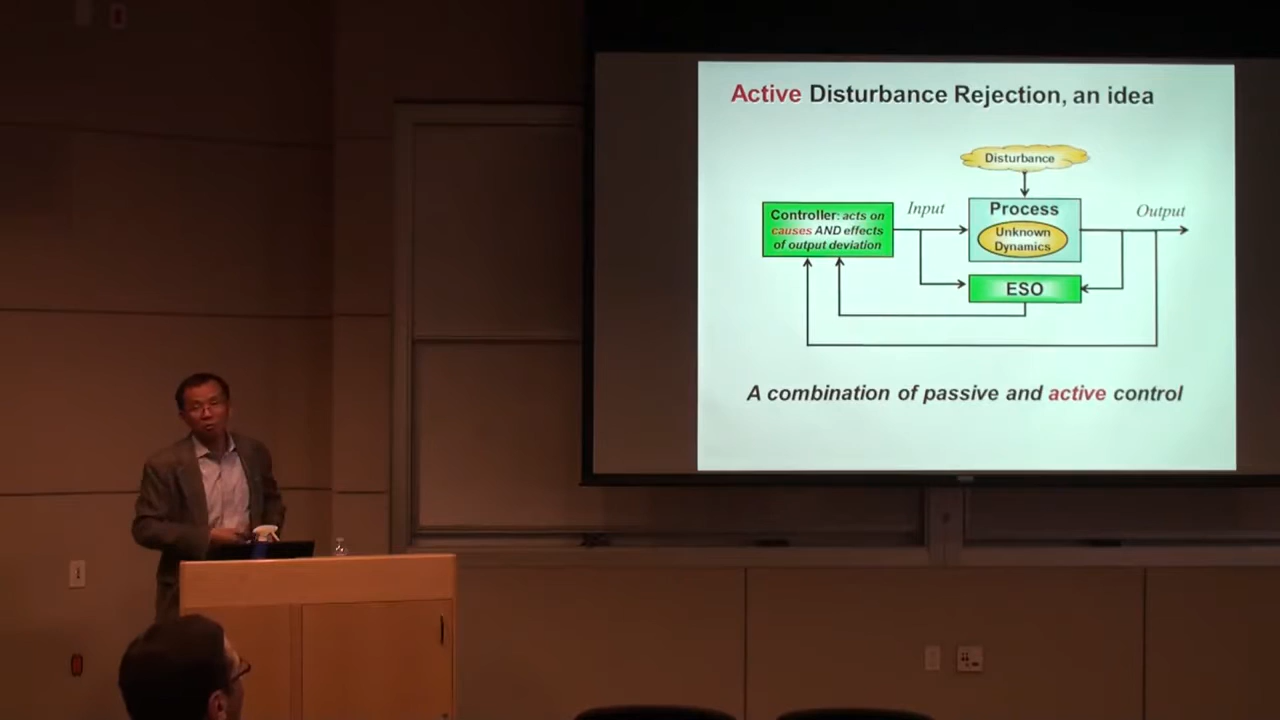 Active Disturbance Rejection, an idea
Disturbance
Controller: acts on
causes AND effects
of output deviation
Input
Process
Unknown
Dynamics
Output
ESO
A combination of passive and active control